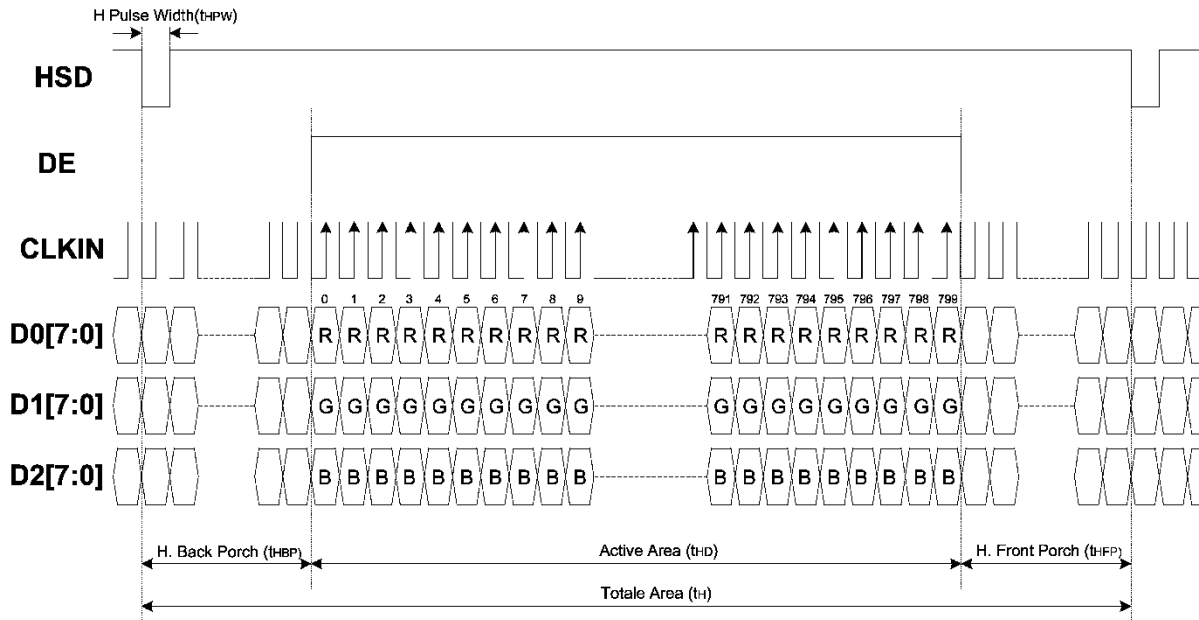 H Pulse Width(tHPW)
HSD
DE
CLKIN
0 1 2 3 4 5 6 7 8 9 791 792 793 794 795 796 797 798 799
D0[7:0] R R R R R R R R R R R R R R R R R R R
D1[7:0] G G G G G G G G G G G G G G G G G G G
D2[7:0] B B B B B B B B B B B B B B B B B B B
H. Back Porch (tHBP) Active Area (tHD) H. Front Porch (tHFP)
Totale Area (tH)